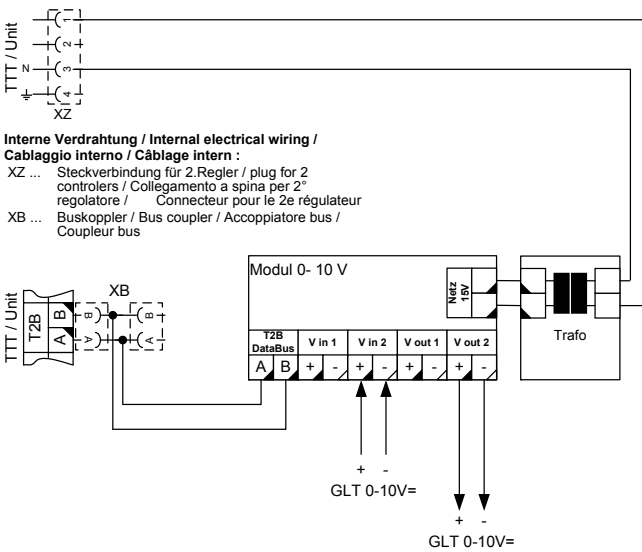 TTT / Unit
1
2
N 3
4
XZ
Interne Verdrahtung / Internal electrical wiring /
Cablaggio interno / Câblage intern :
XZ ... Steckverbindung für 2.Regler / plug for 2
controlers / Collegamento a spina per 2°
regolatore / Connecteur pour le 2e régulateur
XB ... Buskoppler / Bus coupler / Accoppiatore bus /
Coupleur bus
TTT / Unit
T2B
B
A
XB
B
A
B
A
Modul 0- 10 V
Netz
15V
Trafo
T2B
DataBus
V in 1
V in 2
V out 1
V out 2
A B + - + - + - + -
+ -
GLT 0-10V=
+ -
GLT 0-10V=